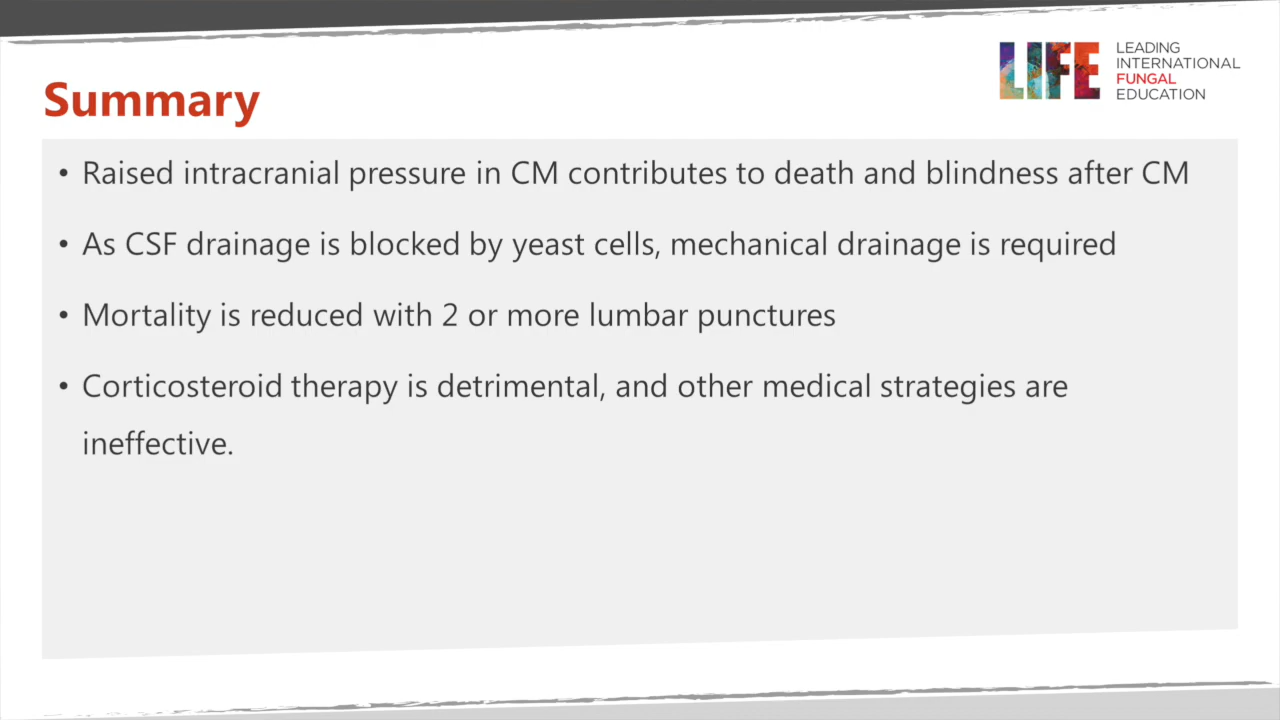 LIFE
LEADING
INTERNATIONAL
FUNGAL
EDUCATION
Summary
• Raised intracranial pressure in CM contributes to death and blindness after CM
• As CSF drainage is blocked by yeast cells, mechanical drainage is required
• Mortality is reduced with 2 or more lumbar punctures
• Corticosteroid therapy is detrimental, and other medical strategies are
ineffective.